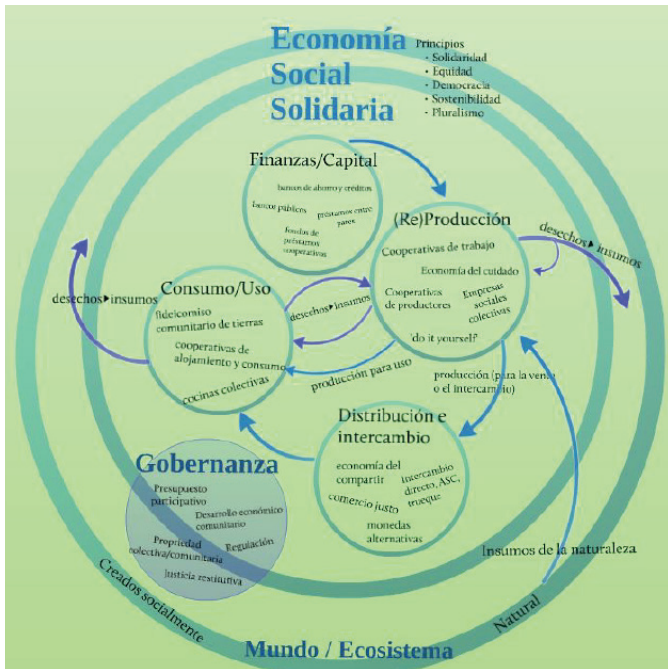 Economía
Social
Solidaria
Principios
· Solidaridad
· Equidad
· Democracia
· Sostenibilidad
· Pluralismo
Finanzas/Capital
bancos de ahorro y créditos
bancos públicos
préstamos entre
pares
fondos de
préstamos
cooperativos
(Re)Producción
Cooperativas de trabajo
Economía del cuidado
Cooperativas
de productores
Empresas
sociales
colectivas
'do it yourself'
desechos▸insumos
desechos▸insumos
desechos▸insumos
Consumo/Uso
fideicomiso
comunitario de tierras
cooperativas de
alojamiento y consumo
cocinas colectivas
producción para uso
producción (para la venta
o el intercambio)
Distribución e
intercambio
economía del
compartir
intercambio
directo, ASC,
trueque
comercio justo
monedas
alternativas
Gobernanza
Presupuesto
participativo
Desarrollo económico
comunitario
Propriedad
colectiva/comunitaria
Regulación
Justicia restitutiva
Insumos de la naturaleza
Creados socialmente
Natural
Mundo / Ecosistema